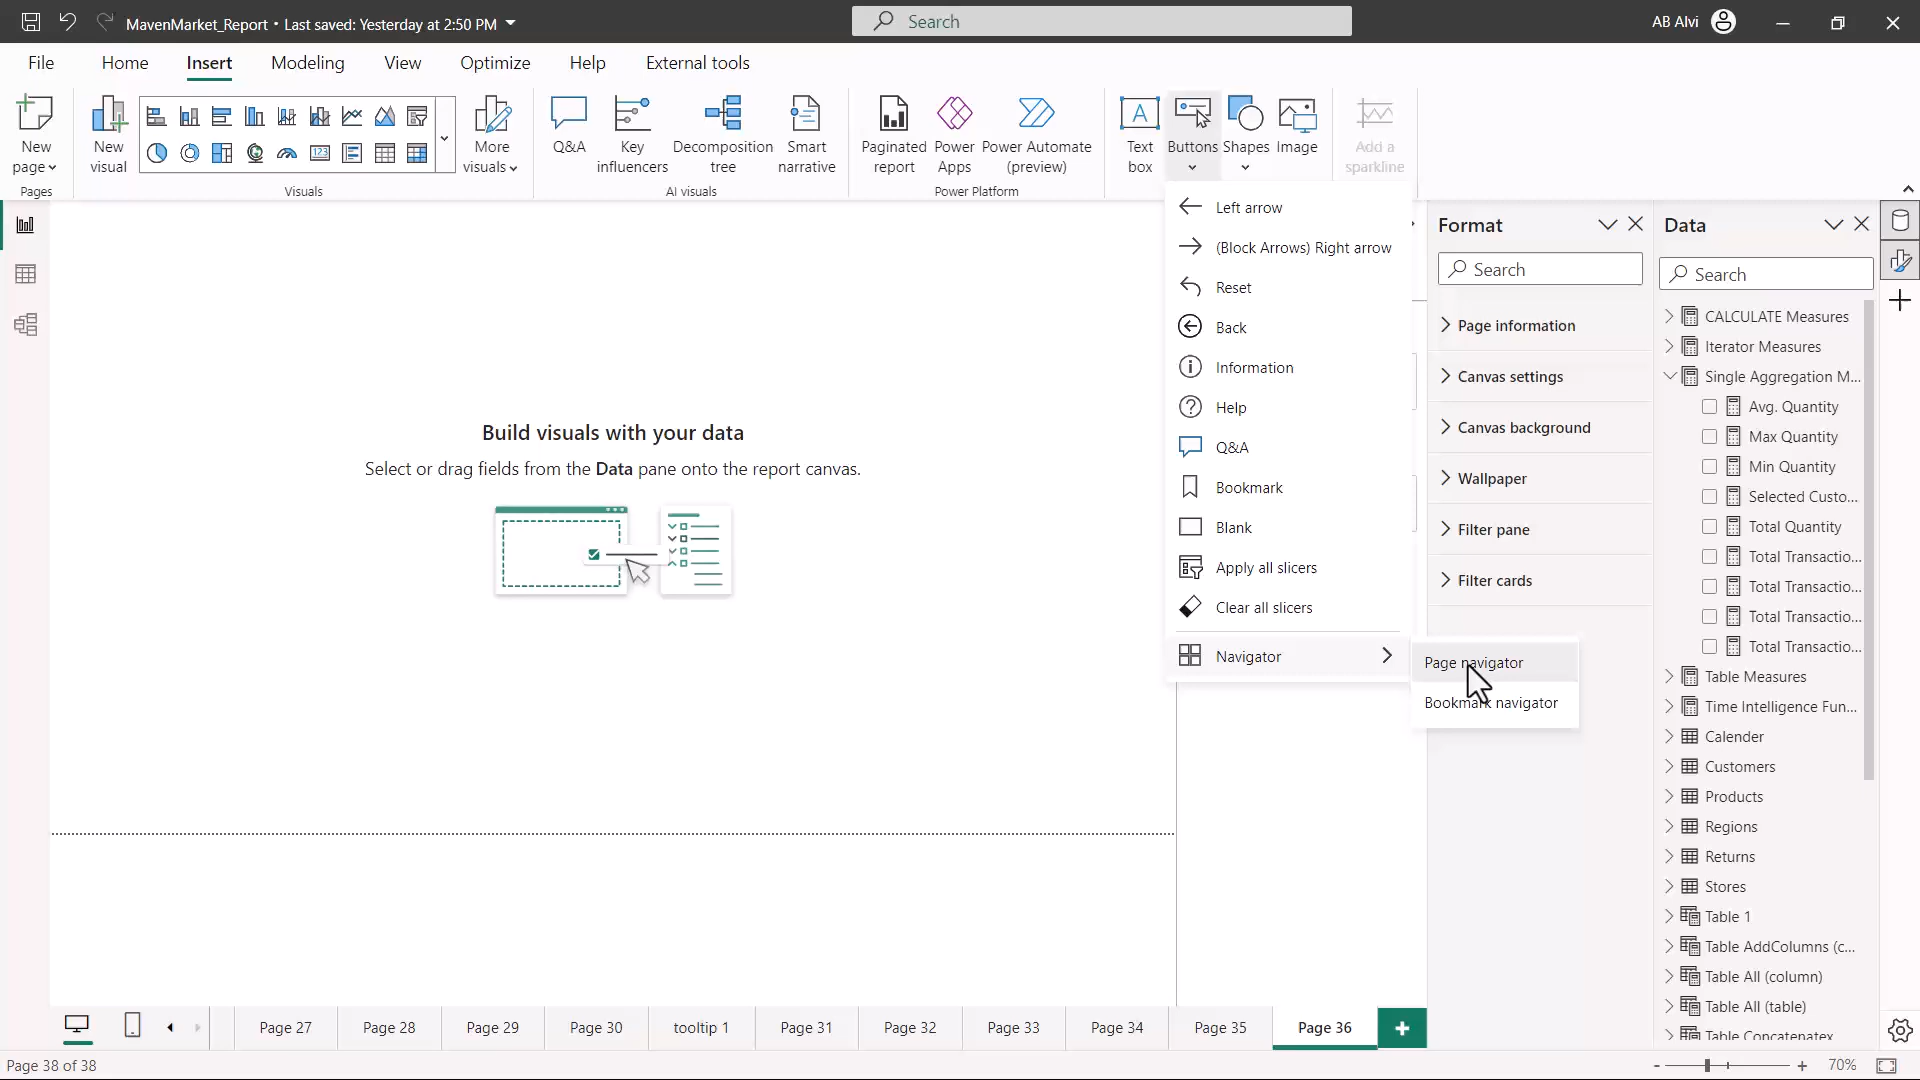 MavenMarket_Report • Last saved: Yesterday at 2:50 PM
Search
AB Alvi
File
Home
Insert
Modeling
View
Optimize
Help
External tools
New
page
New
visual
123
More
visuals
Q&A
Key
influencers
Decomposition
tree
Smart
narrative
Paginated
report
Power
Apps
Power Automate
(preview)
A
Text
box
Buttons
Shapes
Image
Add a
sparkline
Pages
Visuals
AI visuals
Power Platform
Left arrow
(Block Arrows) Right arrow
Reset
Back
Information
Help
Q&A
Bookmark
Blank
Apply all slicers
Clear all slicers
Navigator
Page navigator
Bookmark navigator
Build visuals with your data
Select or drag fields from the Data pane onto the report canvas.
Format
Search
Page information
Canvas settings
Canvas background
Wallpaper
Filter pane
Filter cards
Data
Search
CALCULATE Measures
Iterator Measures
Single Aggregation M...
Avg. Quantity
Max Quantity
Min Quantity
Selected Custo...
Total Quantity
Total Transactio...
Total Transactio...
Total Transactio...
Total Transactio...
Table Measures
Time Intelligence Fun...
Calender
Customers
Products
Regions
Returns
Stores
Table 1
Table AddColumns (c...
Table All (column)
Table All (table)
Table Concatenatex
Page 27
Page 28
Page 29
Page 30
tooltip 1
Page 31
Page 32
Page 33
Page 34
Page 35
Page 36
Page 38 of 38
70%